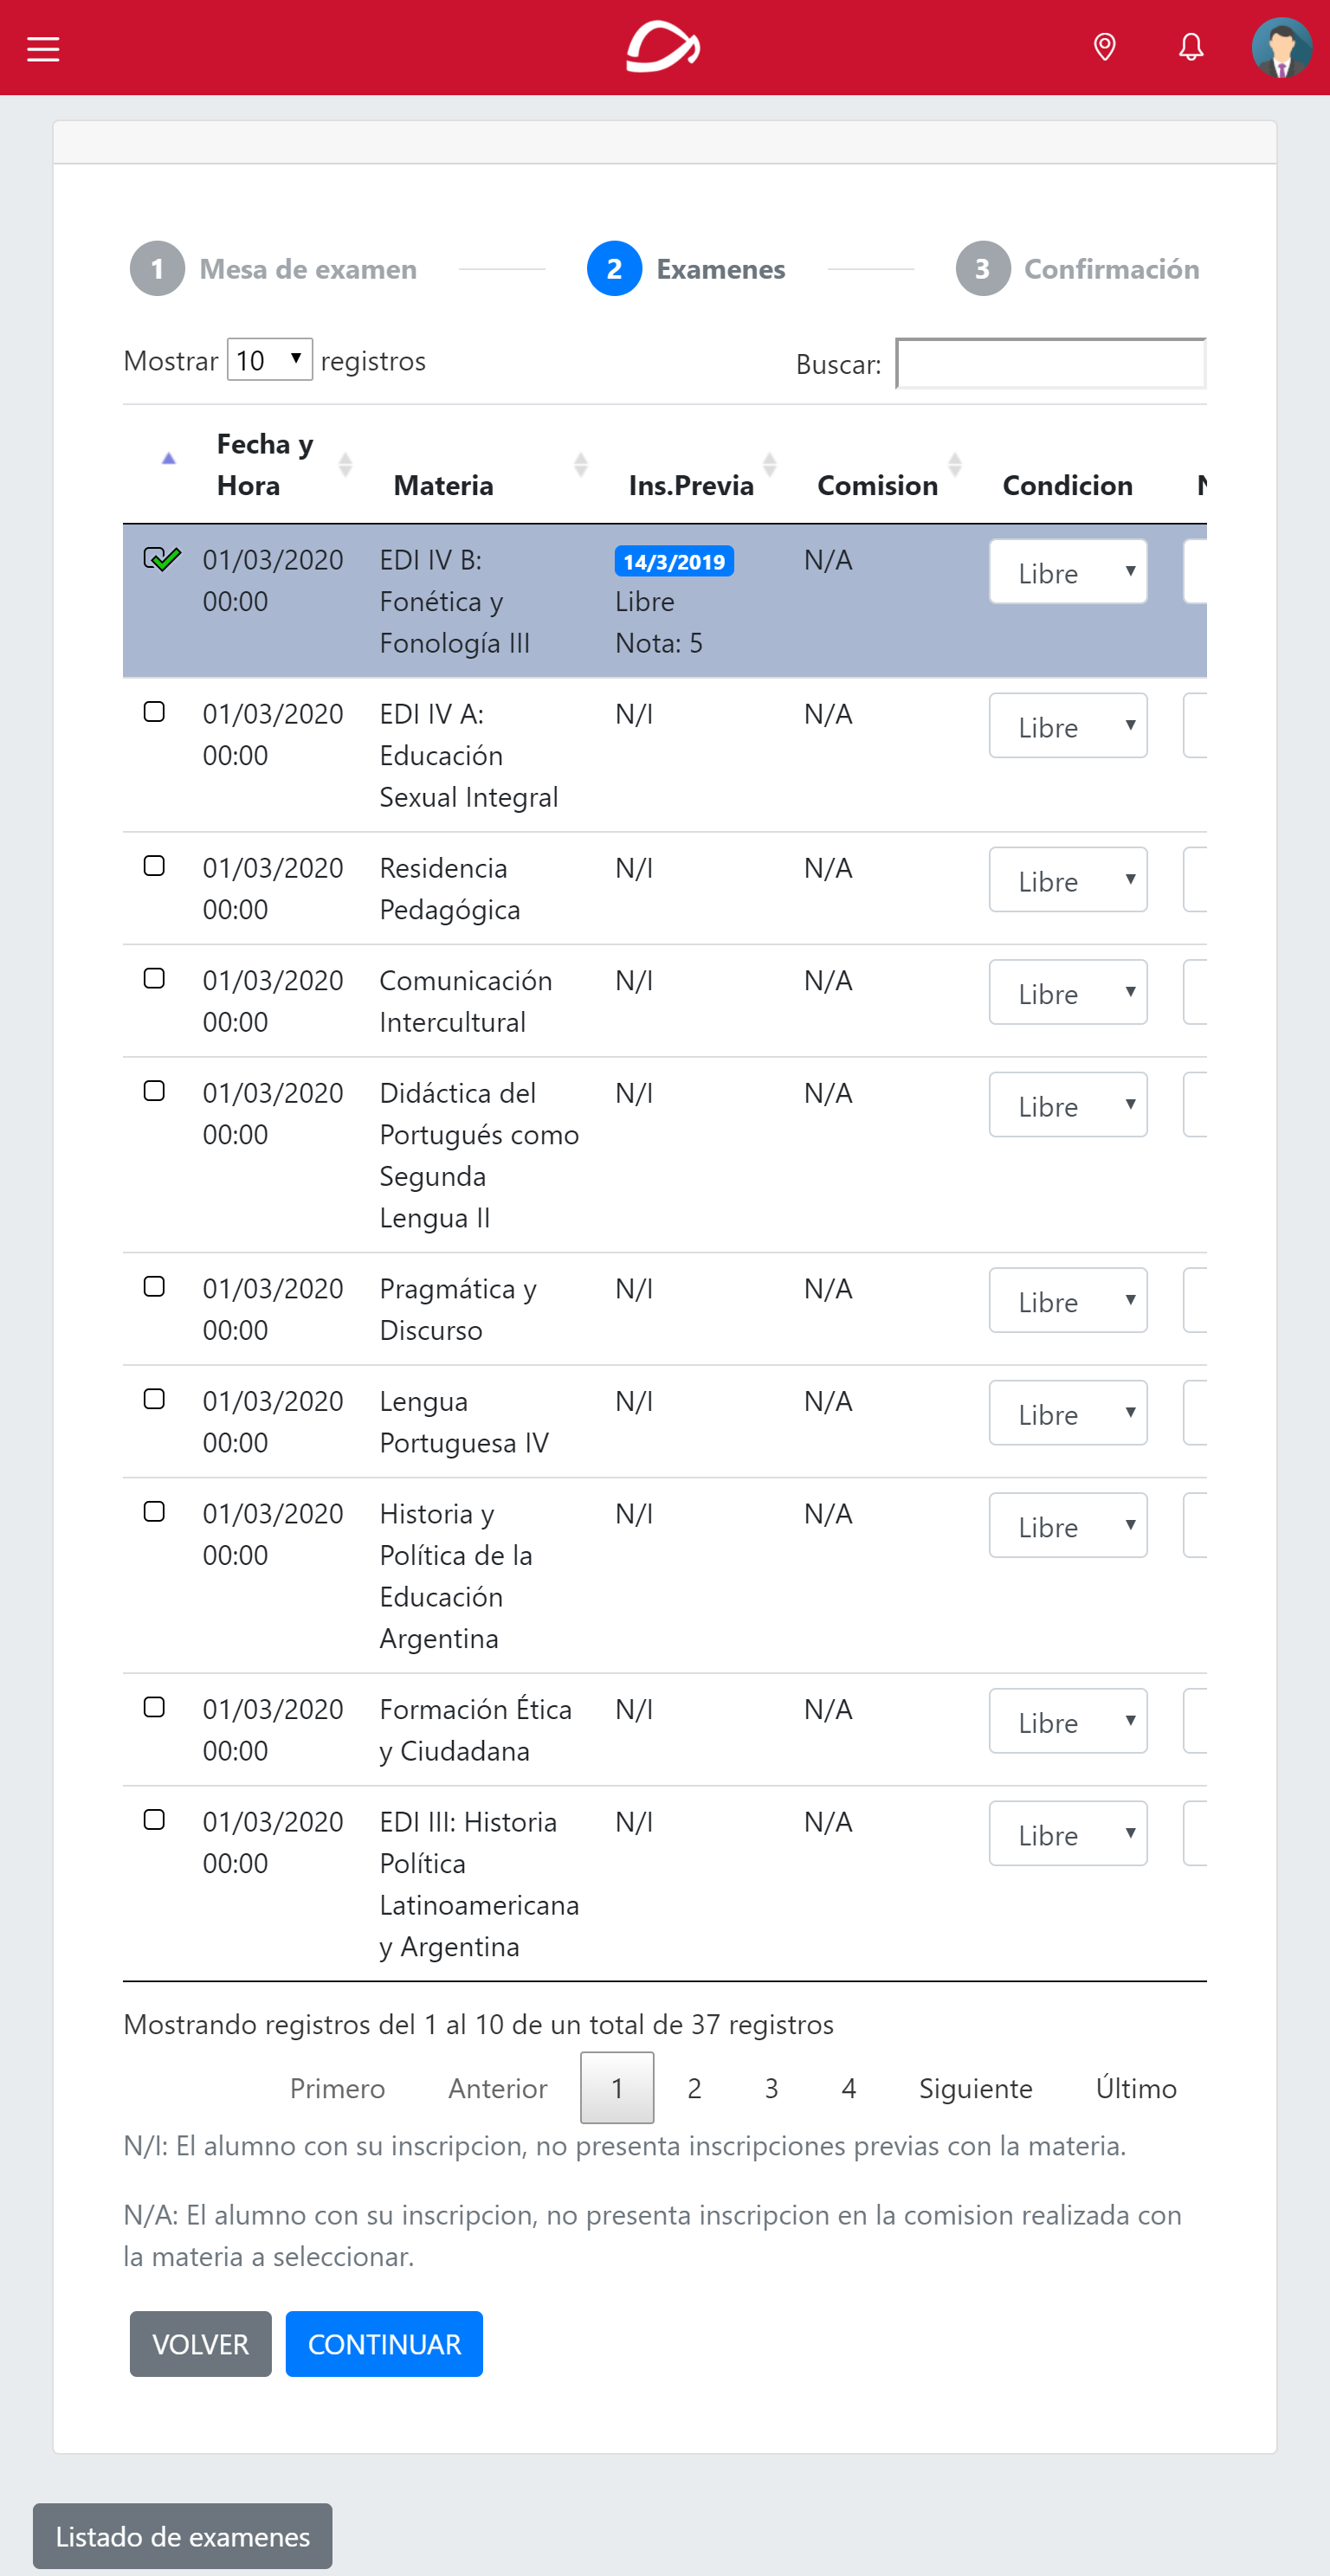 1 Mesa de examen 2 Examenes 3 Confirmación
Mostrar 10 registros Buscar:
Fecha y
Hora Materia Ins.Previa Comision Condicion
01/03/2020 EDI IV B: 14/3/2019 N/A Libre
00:00 Fonética y Libre
Fonología III Nota: 5
01/03/2020 EDI IV A: N/I N/A Libre
00:00 Educación
Sexual Integral
01/03/2020 Residencia N/I N/A Libre
00:00 Pedagógica
01/03/2020 Comunicación N/I N/A Libre
00:00 Intercultural
01/03/2020 Didáctica del N/I N/A Libre
00:00 Portugués como
Segunda
Lengua II
01/03/2020 Pragmática y N/I N/A Libre
00:00 Discurso
01/03/2020 Lengua N/I N/A Libre
00:00 Portuguesa IV
01/03/2020 Historia y N/I N/A Libre
00:00 Política de la
Educación
Argentina
01/03/2020 Formación Ética N/I N/A Libre
00:00 y Ciudadana
01/03/2020 EDI III: Historia N/I N/A Libre
00:00 Política
Latinoamericana
y Argentina
Mostrando registros del 1 al 10 de un total de 37 registros
Primero Anterior 1 2 3 4 Siguiente Último
N/I: El alumno con su inscripcion, no presenta inscripciones previas con la materia.
N/A: El alumno con su inscripcion, no presenta inscripcion en la comision realizada con
la materia a seleccionar.
VOLVER CONTINUAR
Listado de examenes